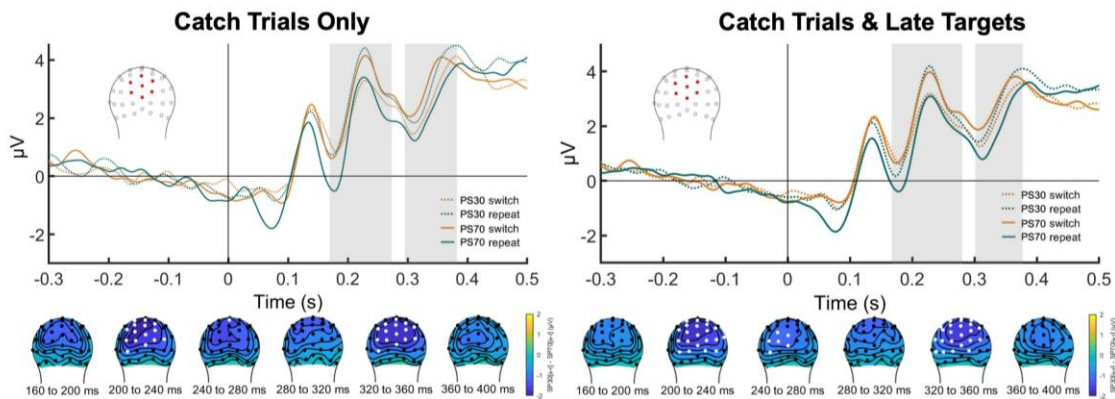 Catch Trials Only
Catch Trials & Late Targets
4
2
0
-2
µV
PS30 switch
PS30 repeat
PS70 switch
PS70 repeat
-0.3 -0.2 -0.1 0 0.1 0.2 0.3 0.4 0.5
Time (s)
160 to 200 ms 200 to 240 ms 240 to 280 ms 280 to 320 ms 320 to 360 ms 360 to 400 ms
2
1
0
-1
-2
4
2
0
-2
µV
PS30 switch
PS30 repeat
PS70 switch
PS70 repeat
-0.3 -0.2 -0.1 0 0.1 0.2 0.3 0.4 0.5
Time (s)
160 to 200 ms 200 to 240 ms 240 to 280 ms 280 to 320 ms 320 to 360 ms 360 to 400 ms
2
1
0
-1
-2